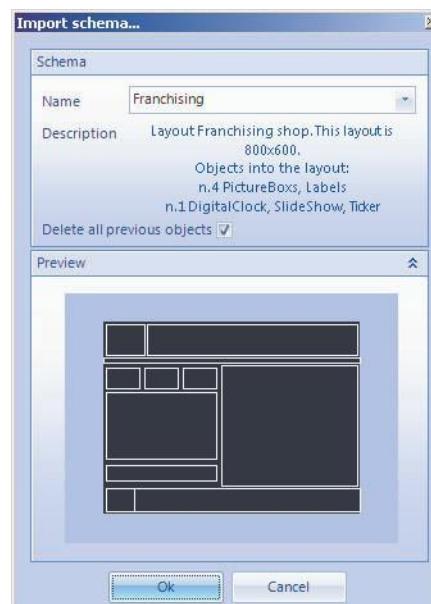 Import schema...
Schema
Name Franchising
Description Layout Franchising shop.This layout is
800x600.
Objects into the layout:
n.4 PictureBoxs, Labels
n.1 DigitalClock, SlideShow, Ticker
Delete all previous objects
Preview
Ok Cancel